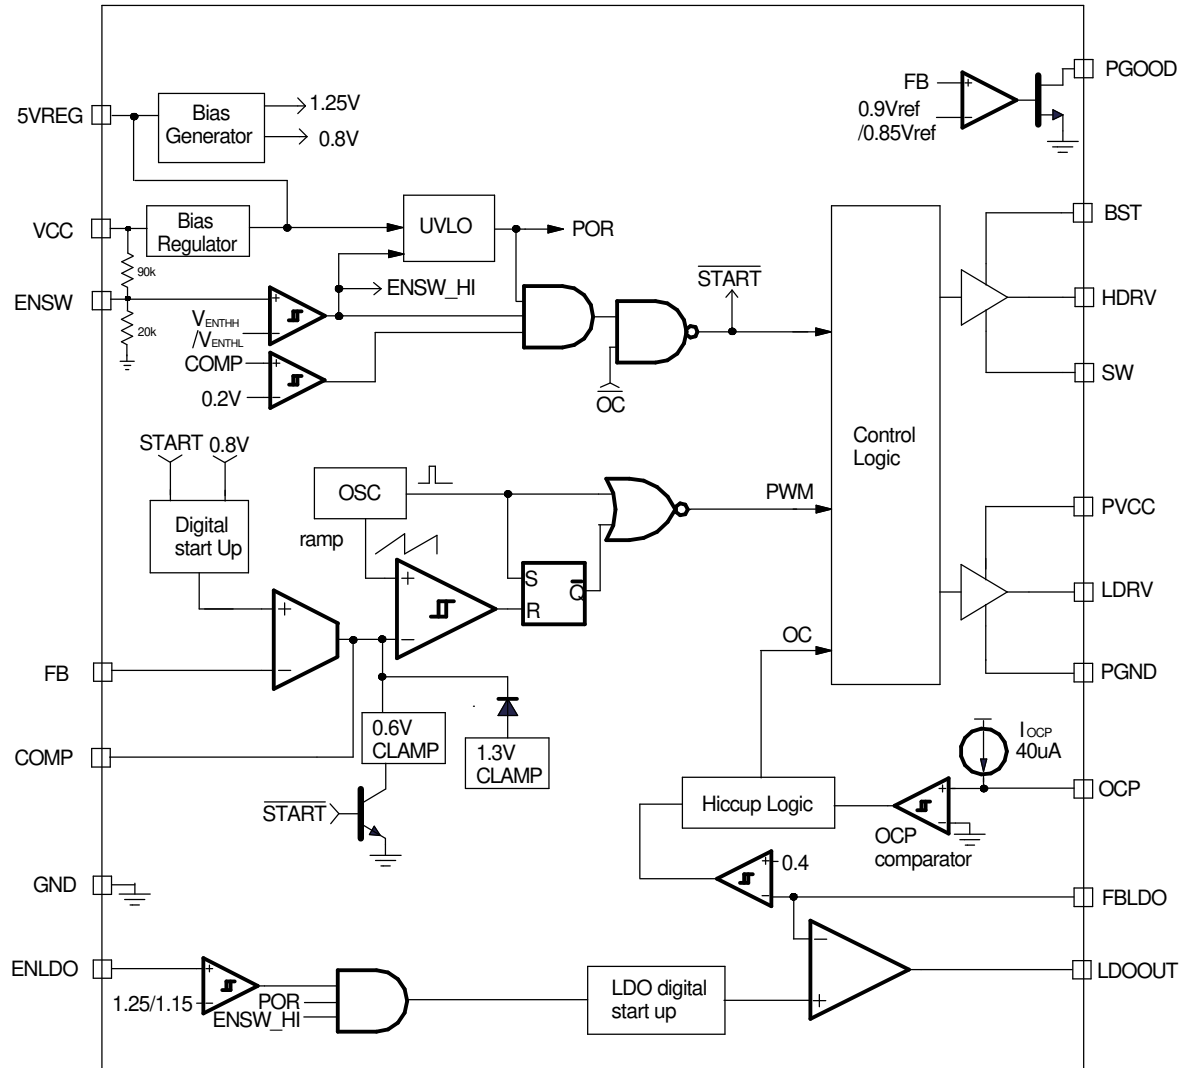 5VREG
Bias
Generator
1.25V
0.8V
FB
0.9Vref
/0.85Vref
+
−
PGOOD
VCC
Bias
Regulator
90k
20k
ENSW
UVLO
POR
ENSW_HI
START
V ENTHH
/V ENTHL
+
−
COMP
0.2V
+
−
OC
BST
HDRV
SW
Control
Logic
START 0.8V
Digital
start Up
OSC
ramp
PWM
S
R
Q
+
−
+
−
PVCC
LDRV
PGND
OC
FB
COMP
0.6V
CLAMP
1.3V
CLAMP
START
I OCP
40uA
OCP
Hiccup Logic
OCP
comparator
+
−
0.4
+
−
GND
FBLDO
ENLDO
1.25/1.15
+
−
POR
ENSW_HI
LDO digital
start up
−
+
LDOOUT